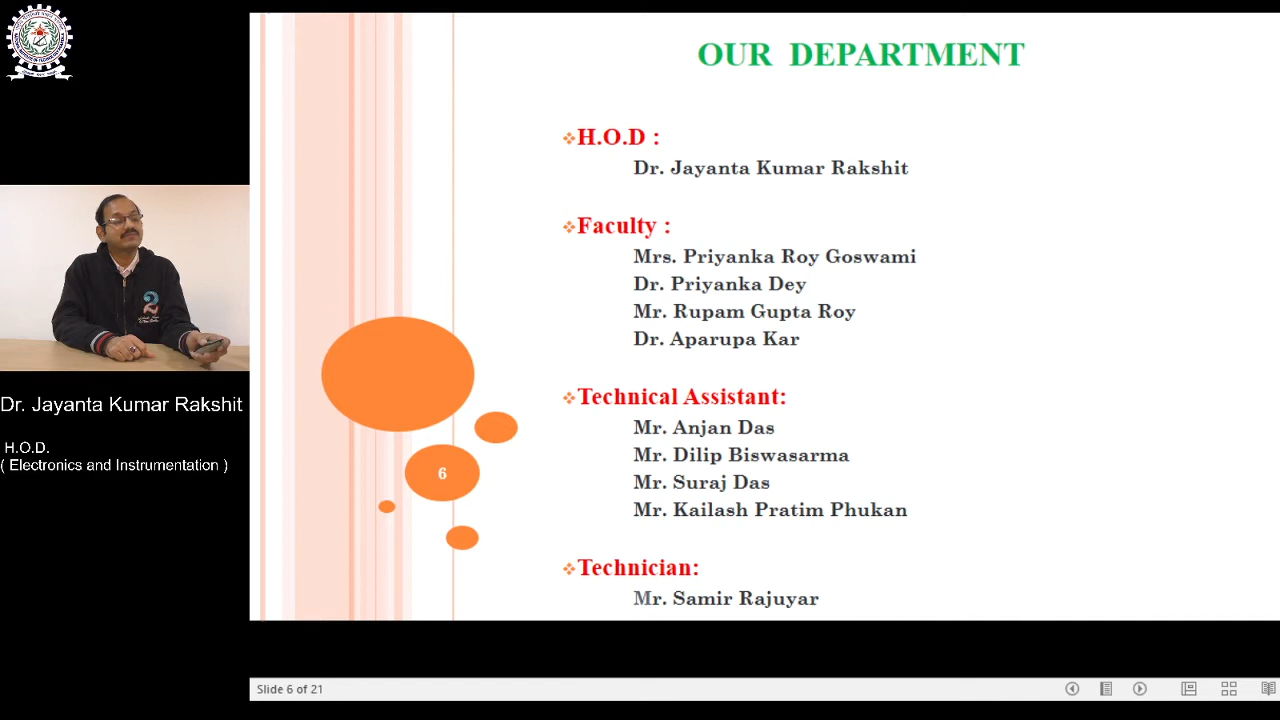 OUR DEPARTMENT
H.O.D :
Dr. Jayanta Kumar Rakshit
Faculty :
Mrs. Priyanka Roy Goswami
Dr. Priyanka Dey
Mr. Rupam Gupta Roy
Dr. Aparupa Kar
Technical Assistant:
Mr. Anjan Das
Mr. Dilip Biswasarma
Mr. Suraj Das
Mr. Kailash Pratim Phukan
Technician:
Mr. Samir Rajuyar
6
2
Dr. Jayanta Kumar Rakshit
H.O.D.
( Electronics and Instrumentation )
Slide 6 of 21